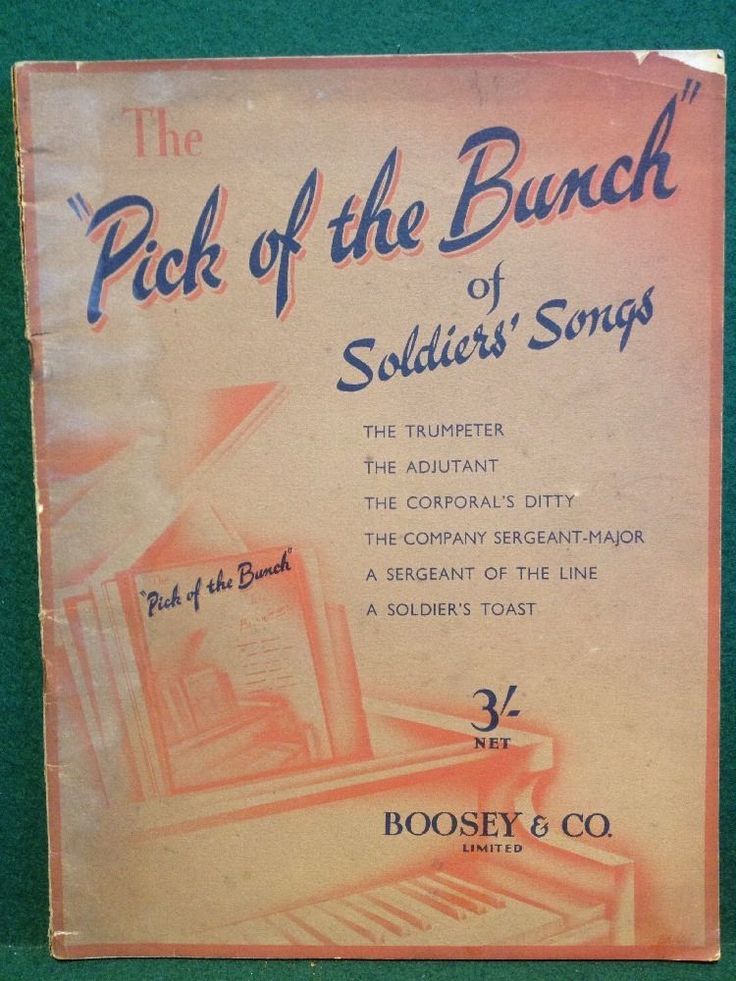 The
"Pick of the Bunch"
of
Soldiers' Songs
THE TRUMPETER
THE ADJUTANT
THE CORPORAL'S DITTY
THE COMPANY SERGEANT-MAJOR
A SERGEANT OF THE LINE
A SOLDIER'S TOAST
The
"Pick of the Bunch"
3/-
NET
BOOSEY & CO.
LIMITED